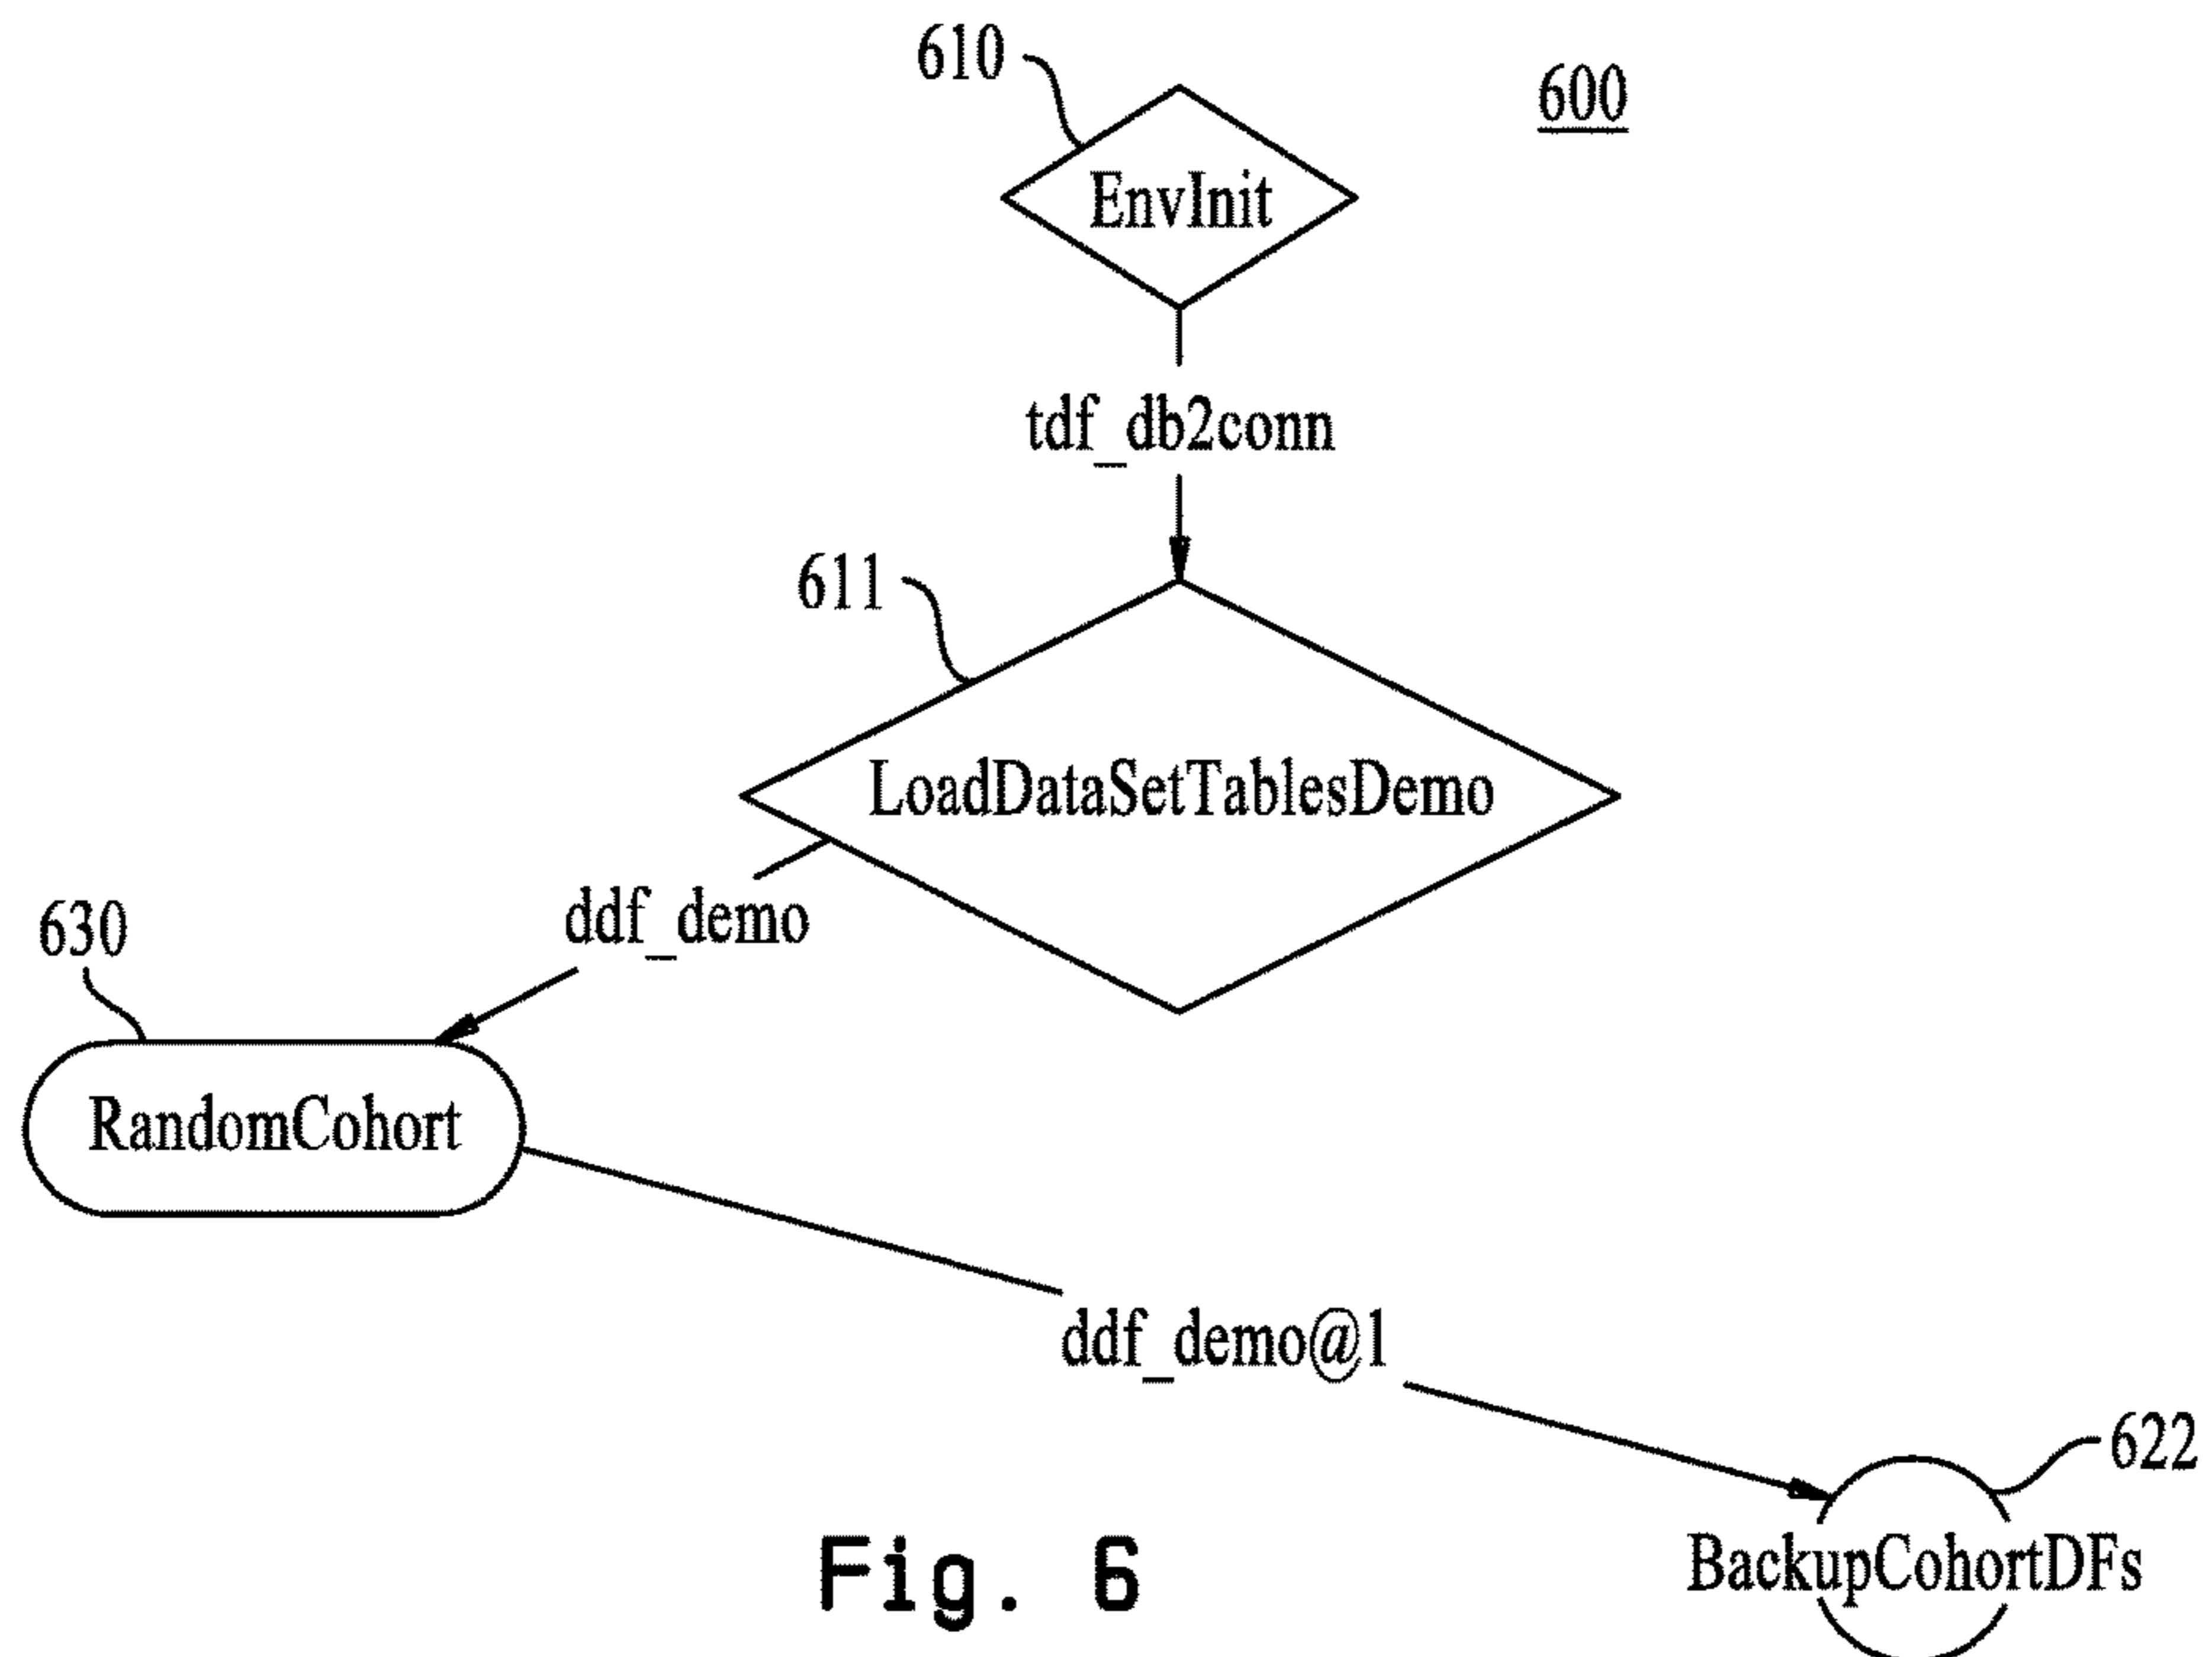 610
600
EnvInit
tdf_db2conn
611
LoadDataSetTablesDemo
ddf_demo
630
RandomCohort
ddf_demo@1
622
BackupCohortDFs
Fig. 6